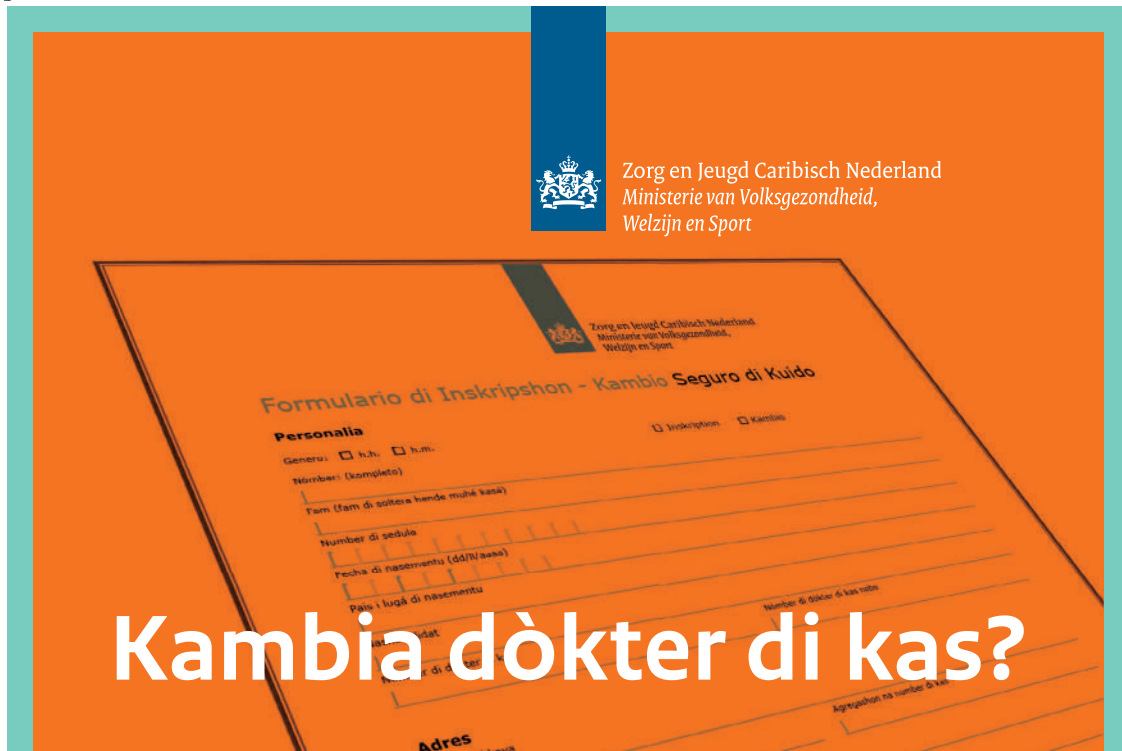 Zorg en Jeugd Caribisch Nederland
Ministerie van Volksgezondheid,
Welzijn en Sport
Zorg en Jeugd Caribisch Nederland
Ministerie van Volksgezondheid,
Welzijn en Sport
Formulario di Inskripshon - Kambio Seguro di Kuido
Personalia
Inskription Kambio
Generu: h.h. h.m.
Nòmber: (kompleto)
Fam (fam di soltera hende muhé kasá)
Number di sedula
Fecha di nasementu (dd/ll/aaaa)
Pais i lugá di nasementu
Nòmber di dòkter di kas nobo
Kambia dòkter di kas?
Agregashon na number di kas
Adres